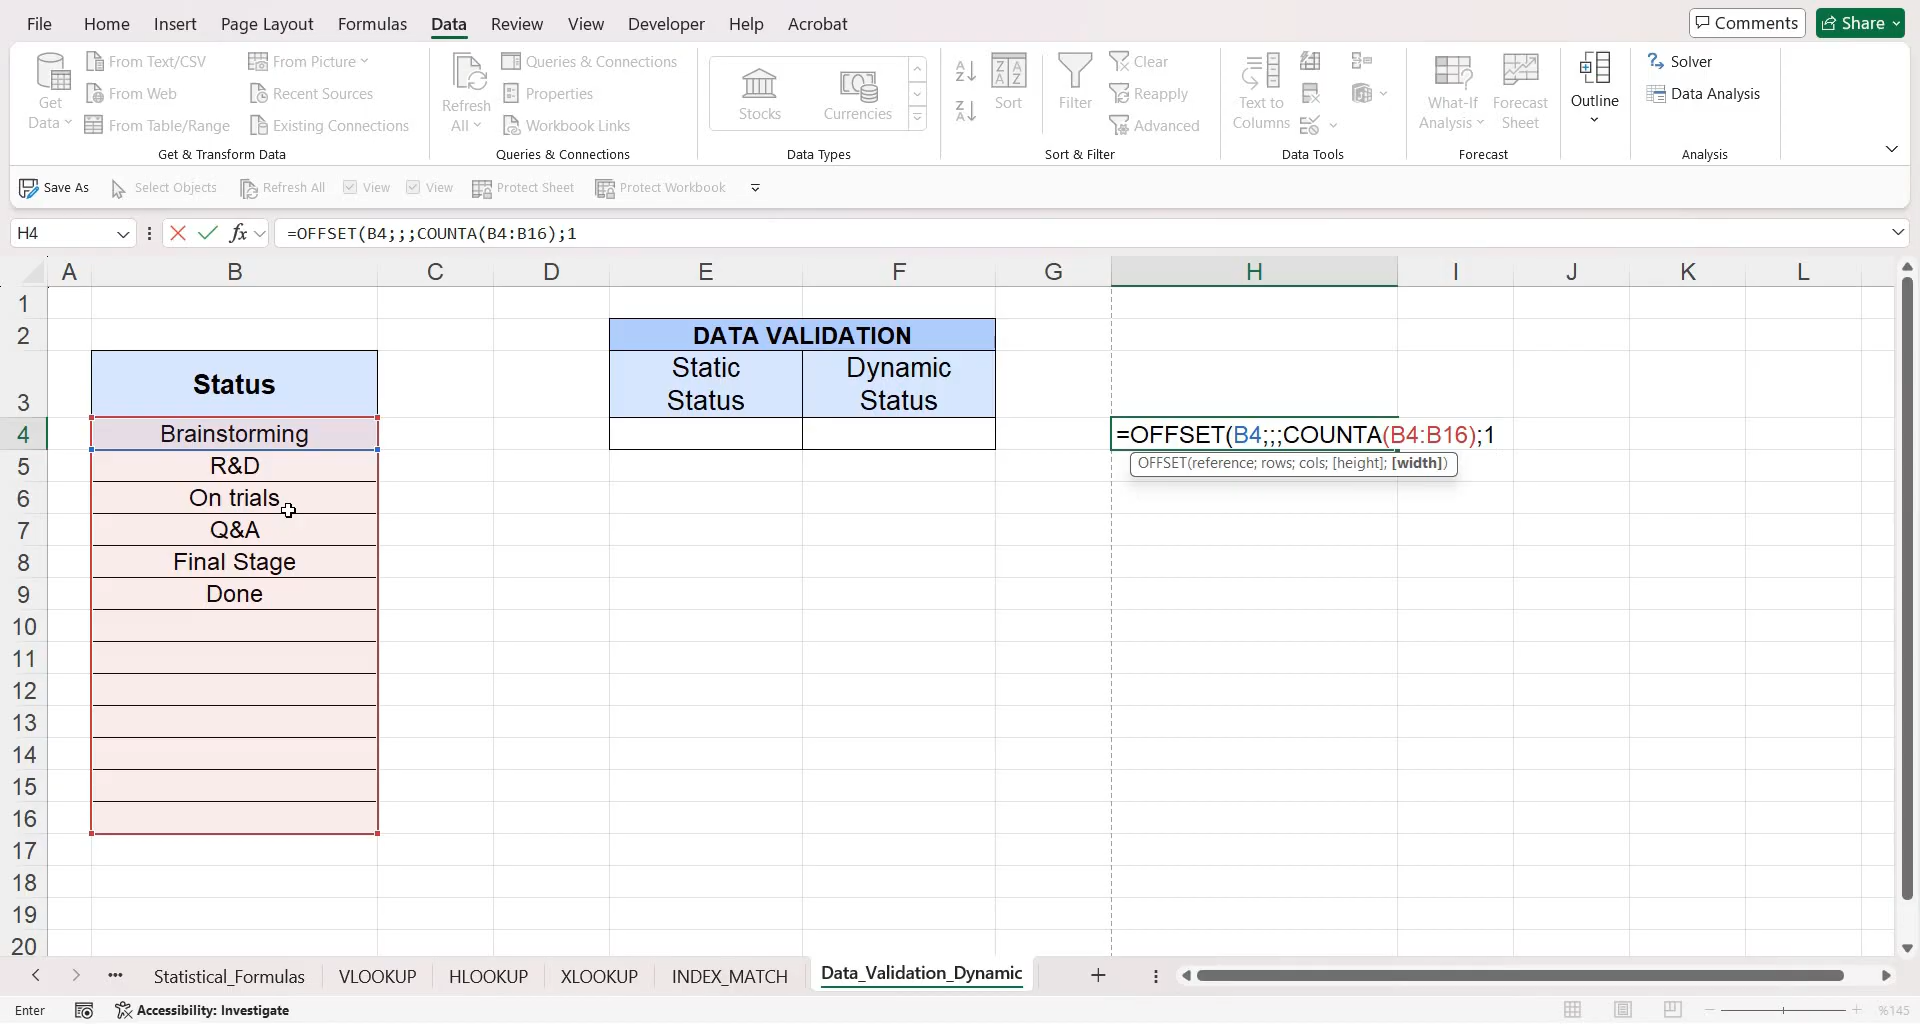 File Home Insert Page Layout Formulas Data Review View Developer Help Acrobat Comments Share
Get Data
From Text/CSV
From Web
From Table/Range
From Picture
Recent Sources
Existing Connections
Get & Transform Data
Refresh All
Queries & Connections
Properties
Workbook Links
Queries & Connections
Stocks
Currencies
Data Types
Sort
Filter
Clear
Reapply
Advanced
Sort & Filter
Text to Columns
Data Tools
What-If Analysis
Forecast Sheet
Forecast
Outline
Solver
Data Analysis
Analysis
Save As Select Objects Refresh All View View Protect Sheet Protect Workbook
H4 fx =OFFSET(B4;;;COUNTA(B4:B16);1
A B C D E F G H I J K L
1
2 DATA VALIDATION
3 Status Static Status Dynamic Status
4 Brainstorming =OFFSET(B4;;;COUNTA(B4:B16);1
OFFSET(reference; rows; cols; [height]; [width])
5 R&D
6 On trials
7 Q&A
8 Final Stage
9 Done
10
11
12
13
14
15
16
17
18
19
20
... Statistical_Formulas VLOOKUP HLOOKUP XLOOKUP INDEX_MATCH Data_Validation_Dynamic
Enter Accessibility: Investigate %145